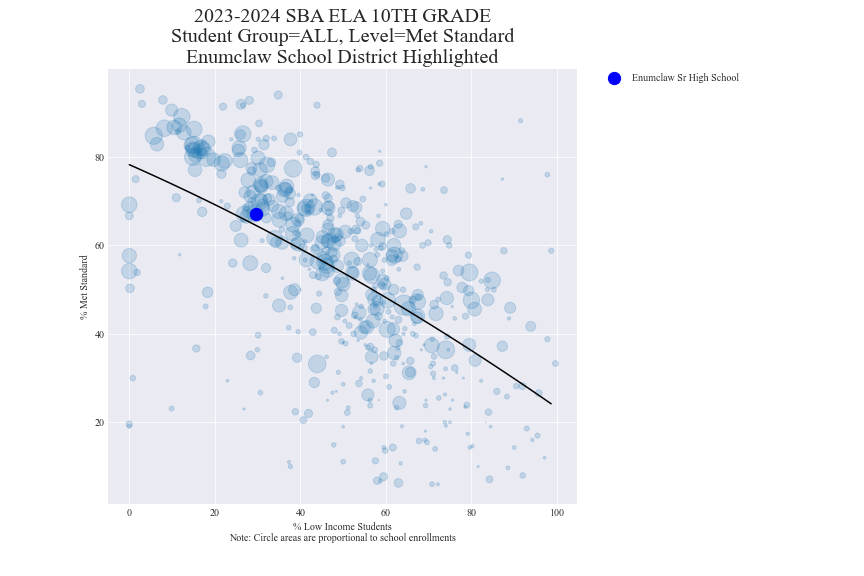 2023-2024 SBA ELA 10TH GRADE
Student Group=ALL, Level=Met Standard
Enumclaw School District Highlighted
Enumclaw Sr High School
80
60
40
20
% Met Standard
0 20 40 60 80 100
% Low Income Students
Note: Circle areas are proportional to school enrollments